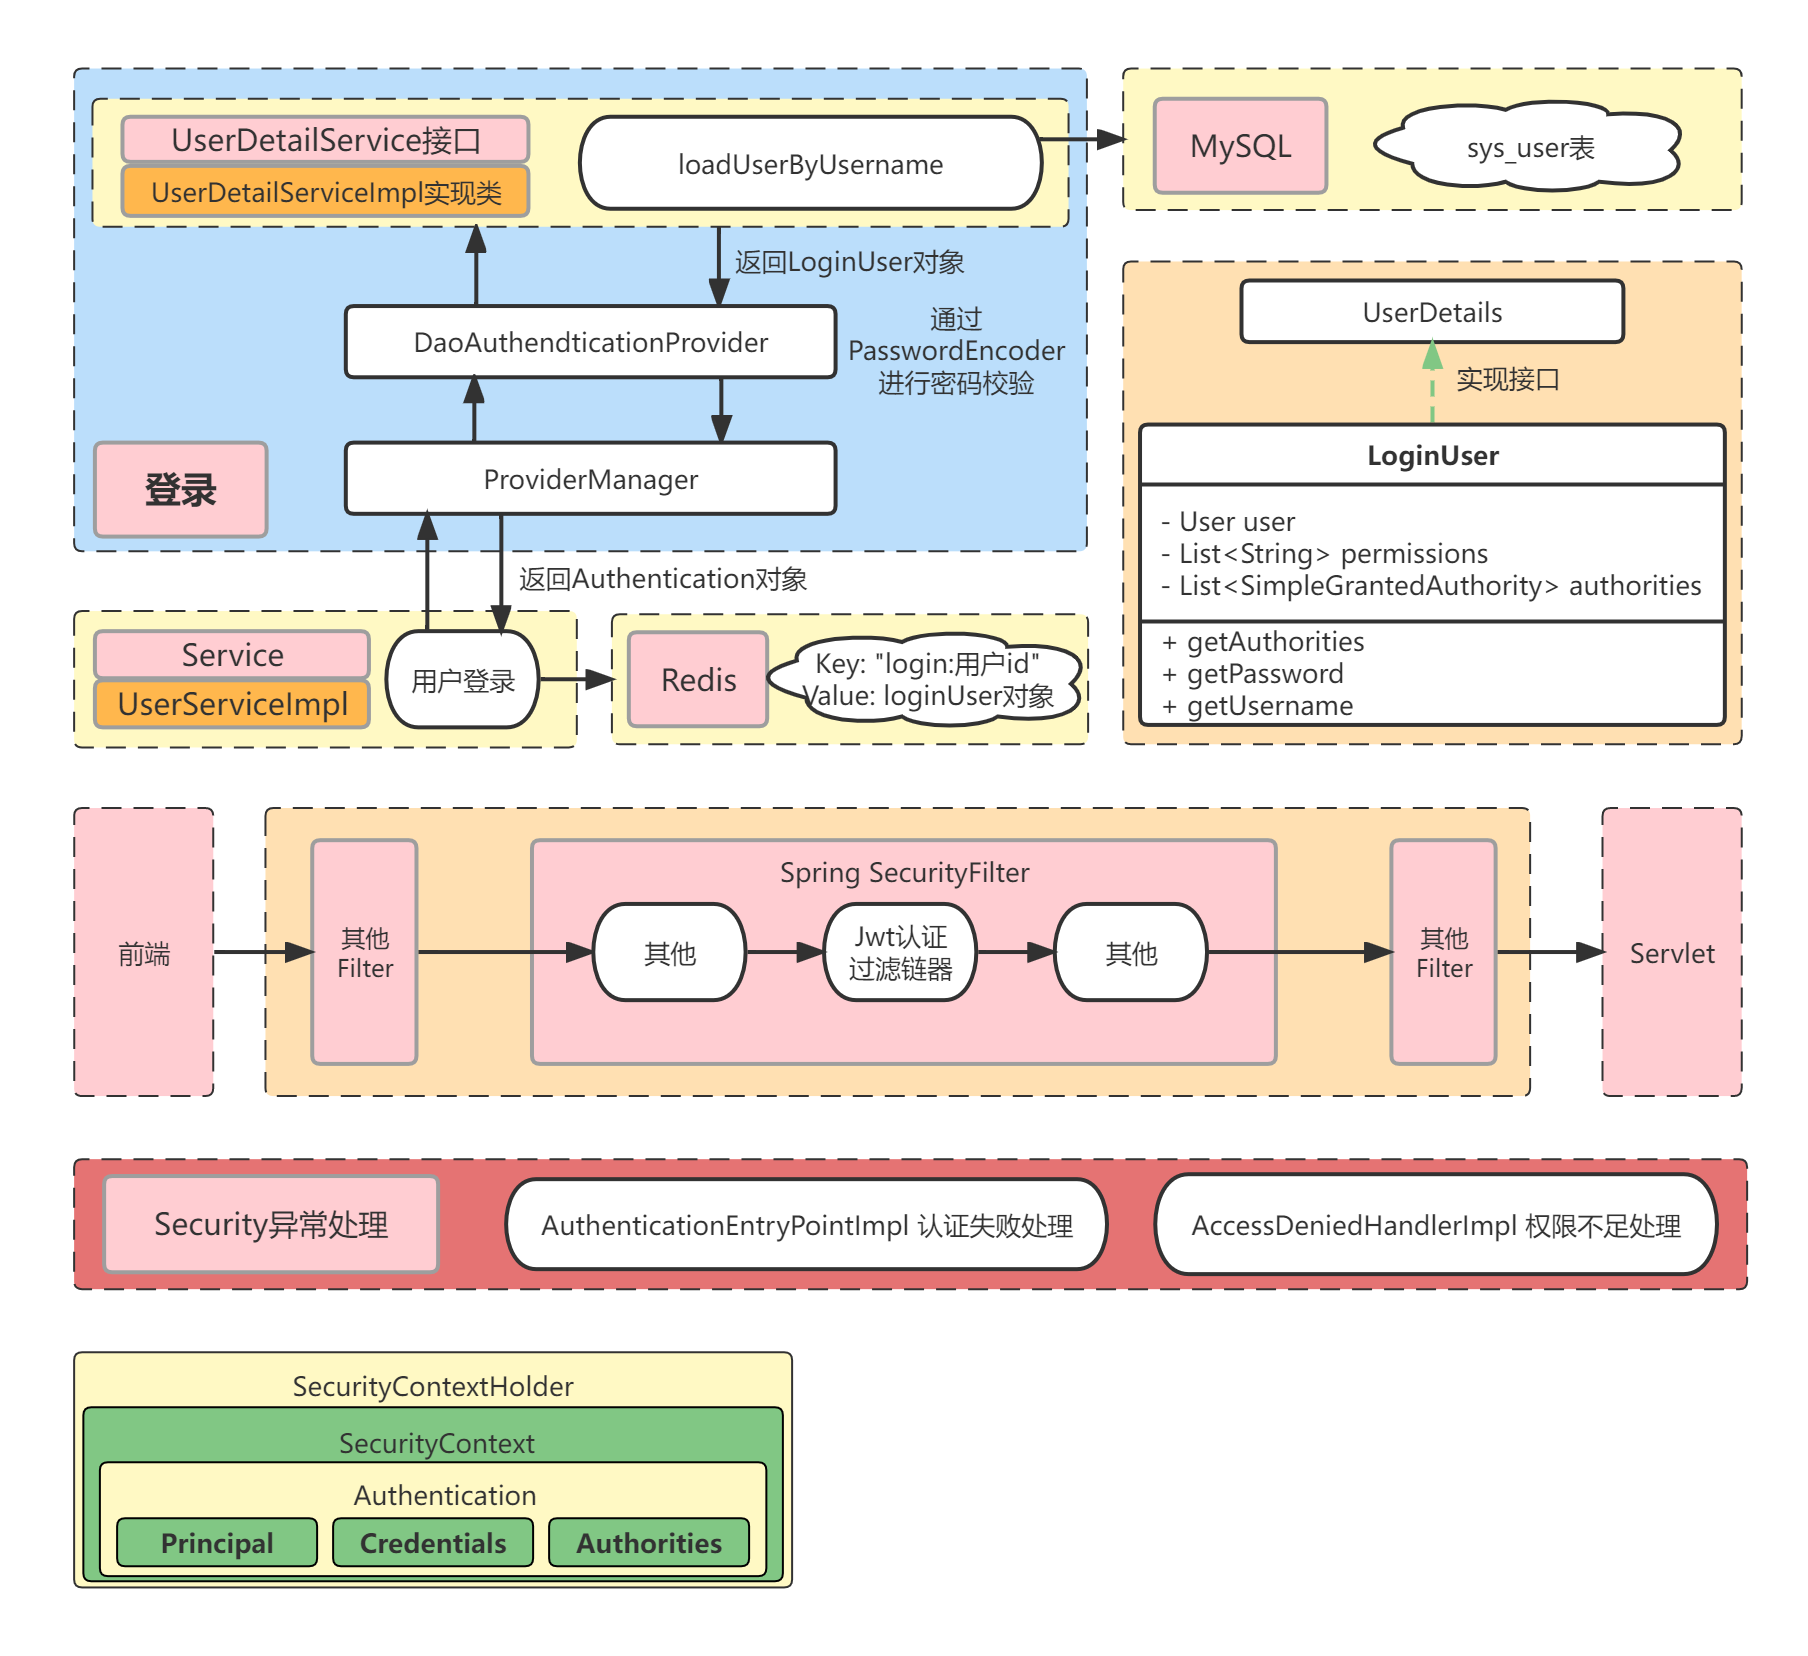 UserDetailService接口
UserDetailServiceImpl实现类
loadUserByUsername
MySQL
sys_user表
返回LoginUser对象
DaoAuthendticationProvider
通过
PasswordEncoder
进行密码校验
登录
ProviderManager
返回Authentication对象
Service
UserServiceImpl
用户登录
Redis
Key: "login:用户id"
Value: loginUser对象
UserDetails
实现接口
LoginUser
- User user
- List<String> permissions
- List<SimpleGrantedAuthority> authorities
+ getAuthorities
+ getPassword
+ getUsername
前端
其他
Filter
Spring SecurityFilter
其他
Jwt认证
过滤链器
其他
其他
Filter
Servlet
Security异常处理
AuthenticationEntryPointImpl 认证失败处理
AccessDeniedHandlerImpl 权限不足处理
SecurityContextHolder
SecurityContext
Authentication
Principal
Credentials
Authorities